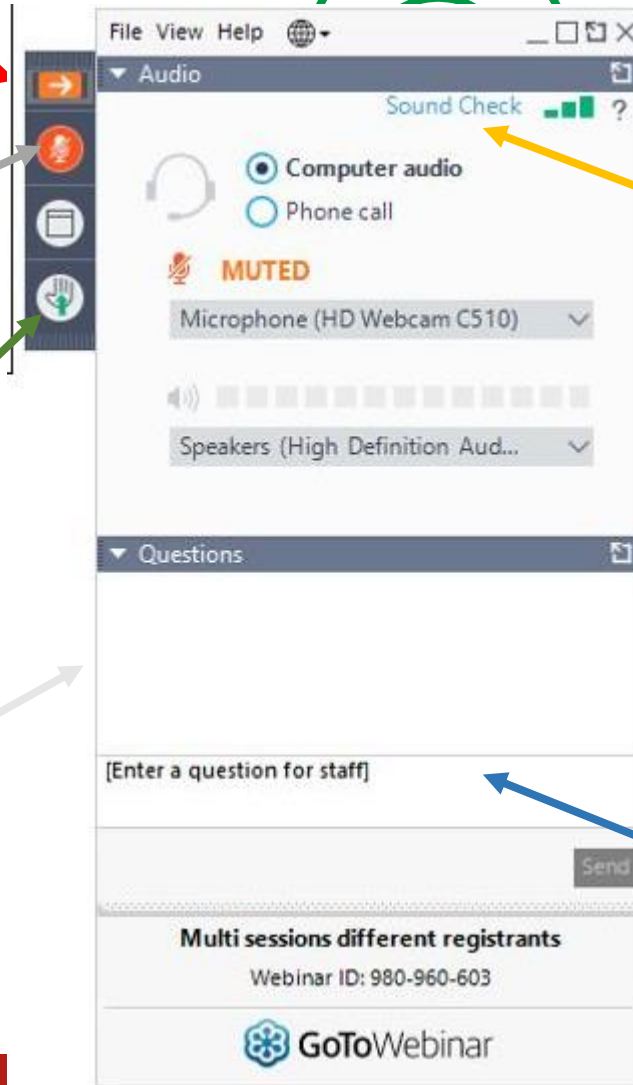 File View Help
Audio
Sound Check ?
Computer audio
Phone call
MUTED
Microphone (HD Webcam C510)
Speakers (High Definition Aud...
Questions
[Enter a question for staff]
Send
Multi sessions different registrants
Webinar ID: 980-960-603
GoToWebinar